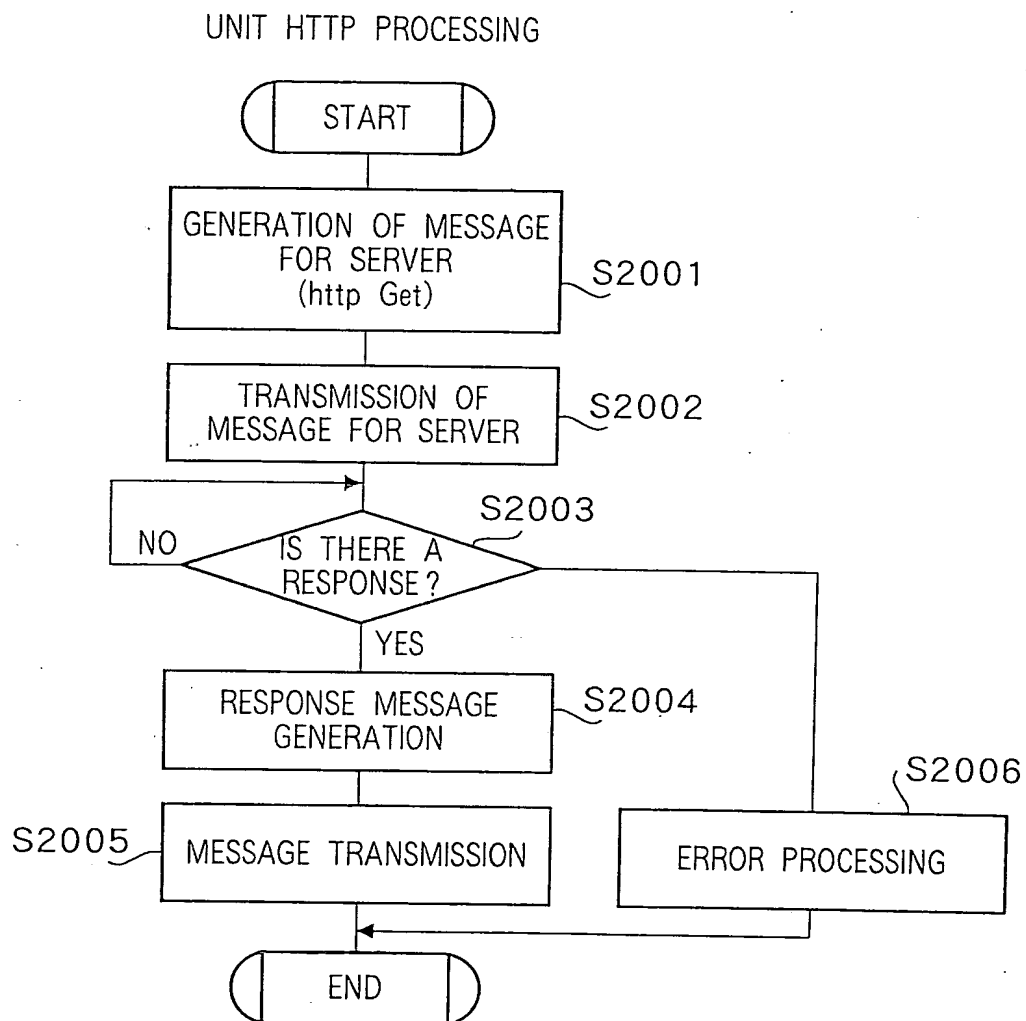 UNIT HTTP PROCESSING
START
GENERATION OF MESSAGE
FOR SERVER
(http Get)
S2001
TRANSMISSION OF
MESSAGE FOR SERVER
S2002
S2003
NO
IS THERE A
RESPONSE?
YES
RESPONSE MESSAGE
GENERATION
S2004
S2006
S2005
MESSAGE TRANSMISSION
ERROR PROCESSING
END